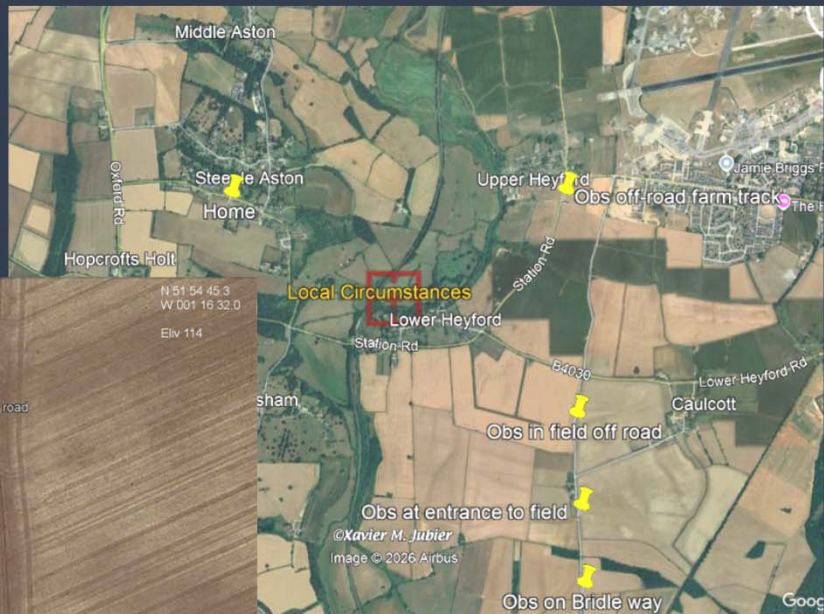 Middle Aston
Oxford Rd
Steeple Aston
Home
Upper Heyford
Obs off-road farm track
Jamie Briggs
The
Hopcrofts Holt
Station Rd
Local Circumstances
Lower Heyford
Station Rd
B4030
Lower Heyford Rd
Caulcott
N 51 54 45.3
W 001 16 32.0
Eliv 114
road
sham
Obs in field off road
Obs at entrance to field
©Xavier M. Jubier
Image © 2026 Airbus
Obs on Bridle way
Goog